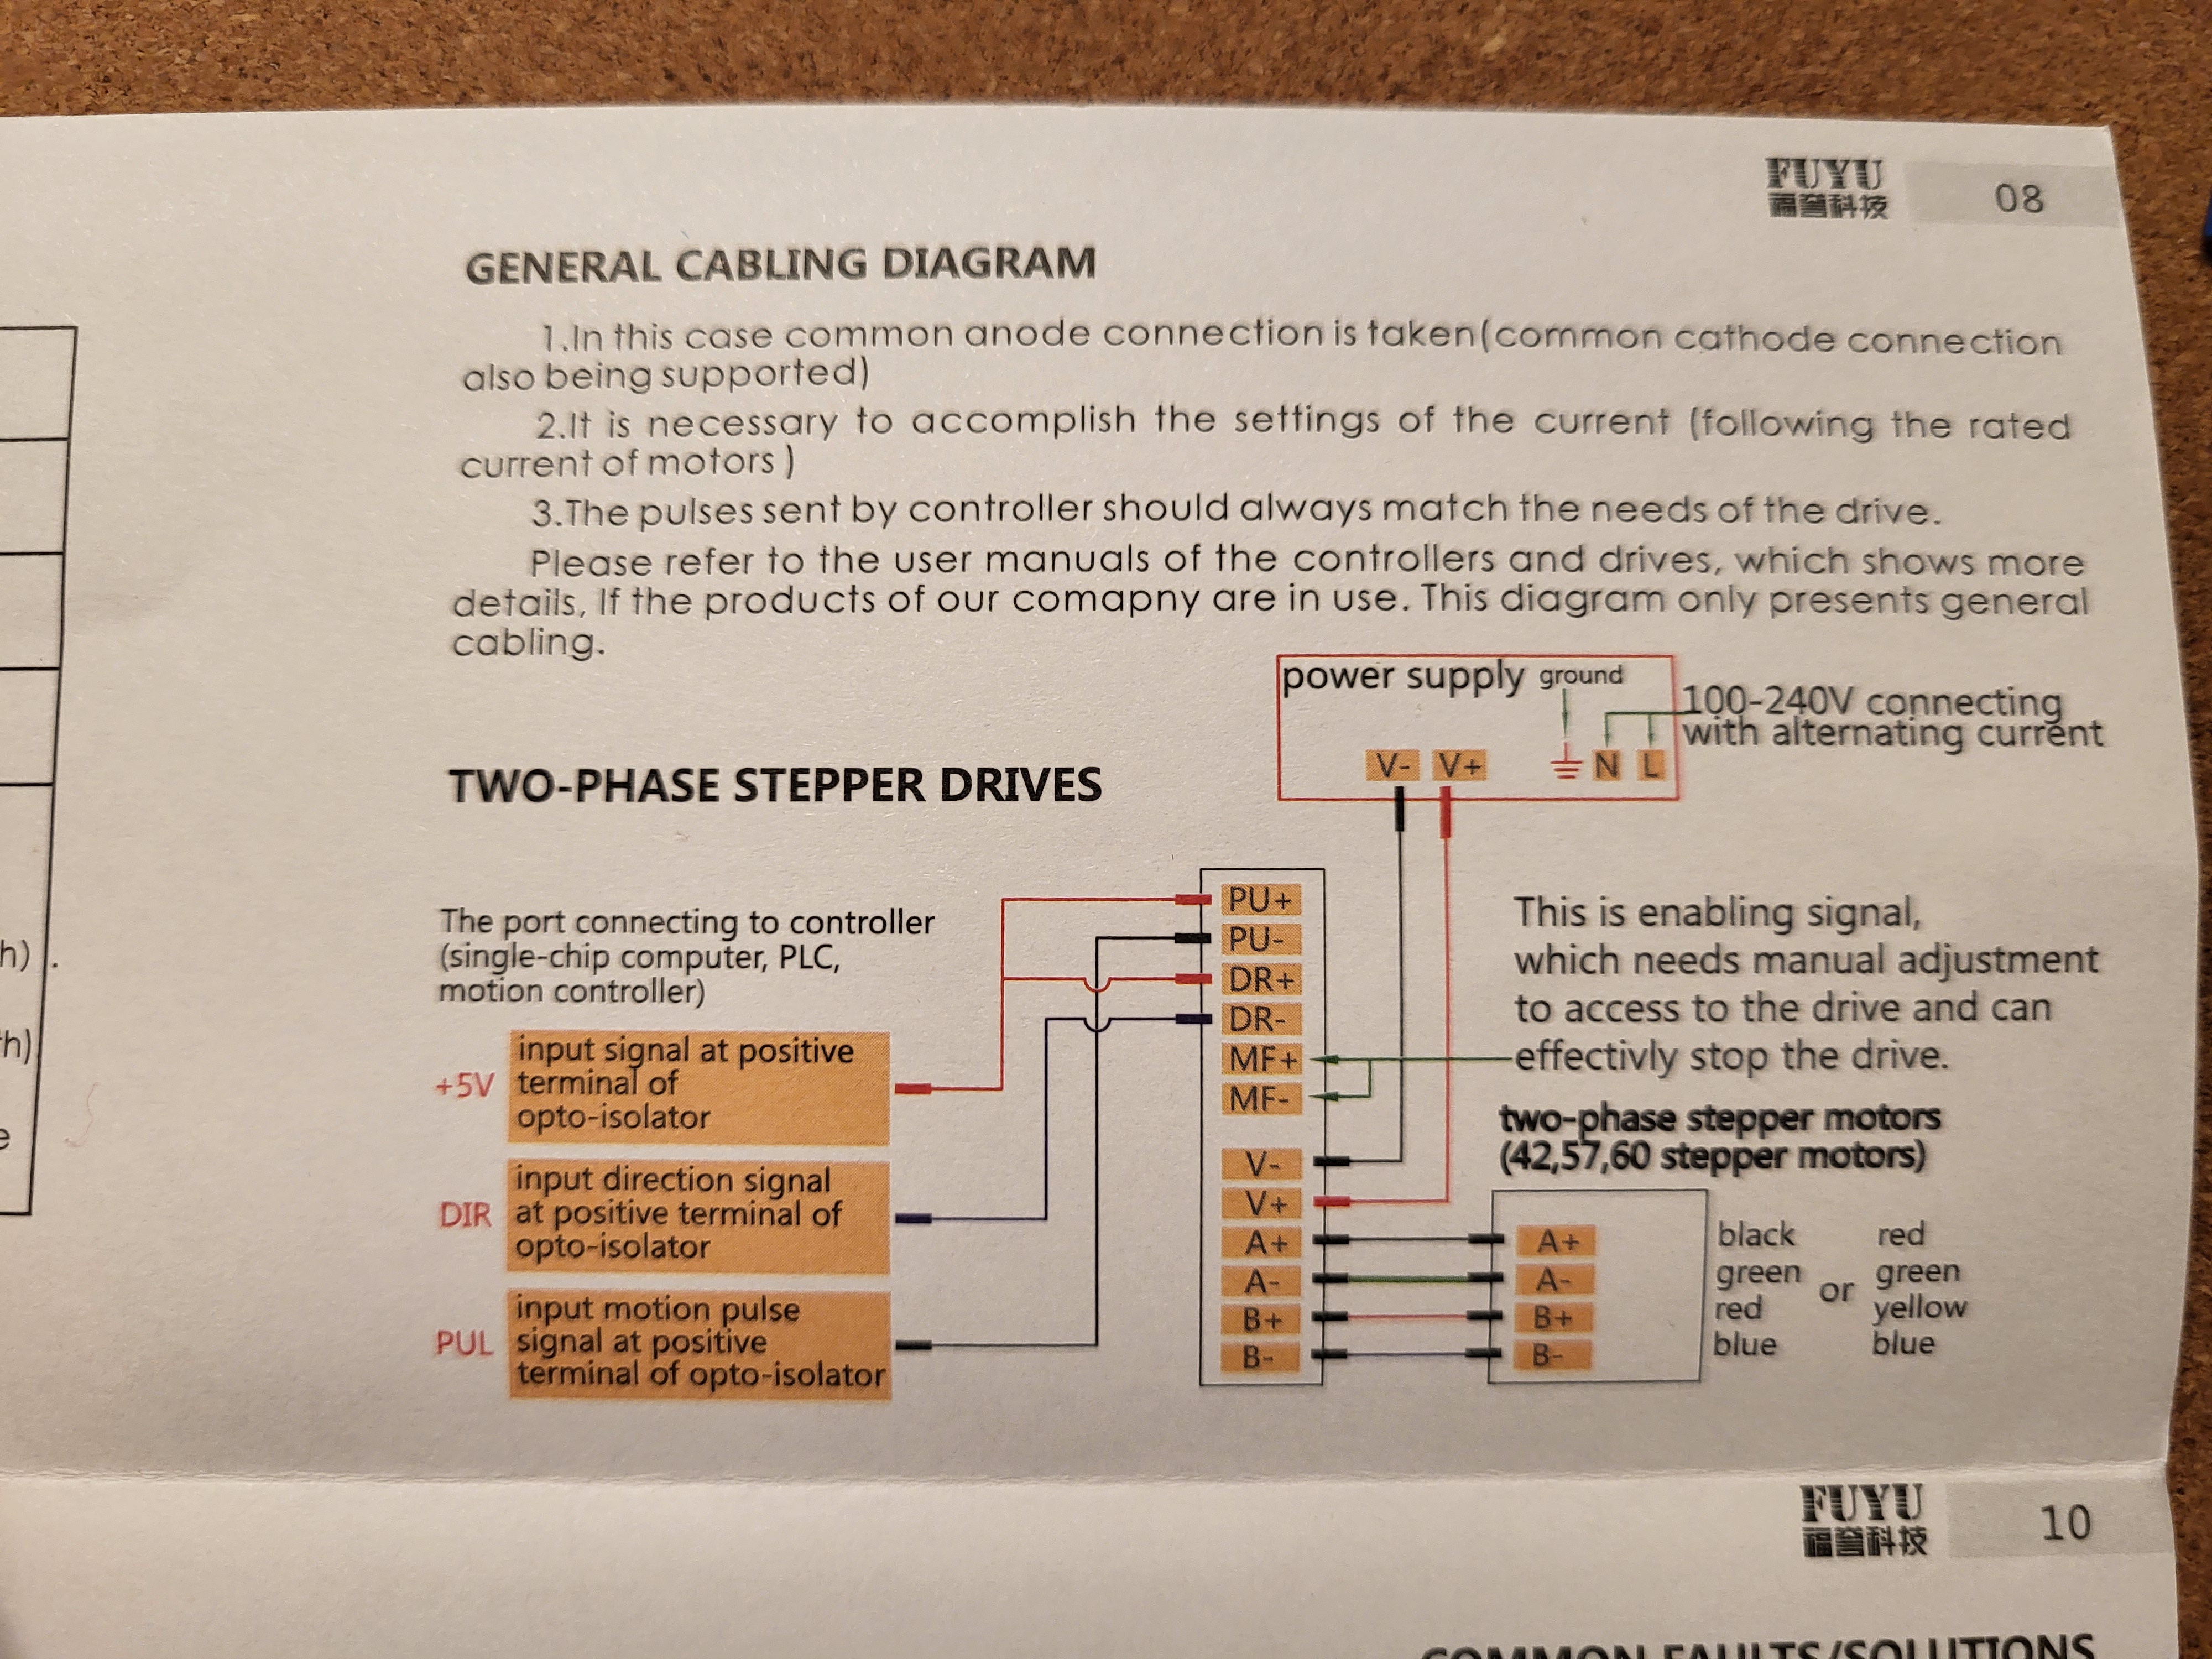 h) .
h)
e
FUYU
福誉科技
08
GENERAL CABLING DIAGRAM
1.In this case common anode connection is taken(common cathode connection
also being supported)
2.It is necessary to accomplish the settings of the current (following the rated
current of motors )
3.The pulses sent by controller should always match the needs of the drive.
Please refer to the user manuals of the controllers and drives, which shows more
details, If the products of our comapny are in use. This diagram only presents general
cabling.
TWO-PHASE STEPPER DRIVES
power supply ground
V- V+ N L
100-240V connecting
with alternating current
The port connecting to controller
(single-chip computer, PLC,
motion controller)
+5V
input signal at positive
terminal of
opto-isolator
DIR
input direction signal
at positive terminal of
opto-isolator
PUL
input motion pulse
signal at positive
terminal of opto-isolator
PU+
PU-
DR+
DR-
MF+
MF-
V-
V+
A+
A-
B+
B-
This is enabling signal,
which needs manual adjustment
to access to the drive and can
effectivly stop the drive.
two-phase stepper motors
(42,57,60 stepper motors)
A+
A-
B+
B-
black red
green or green
red yellow
blue blue
FUYU
福誉科技
10
COMMON FAULTS/SOLUTIONS